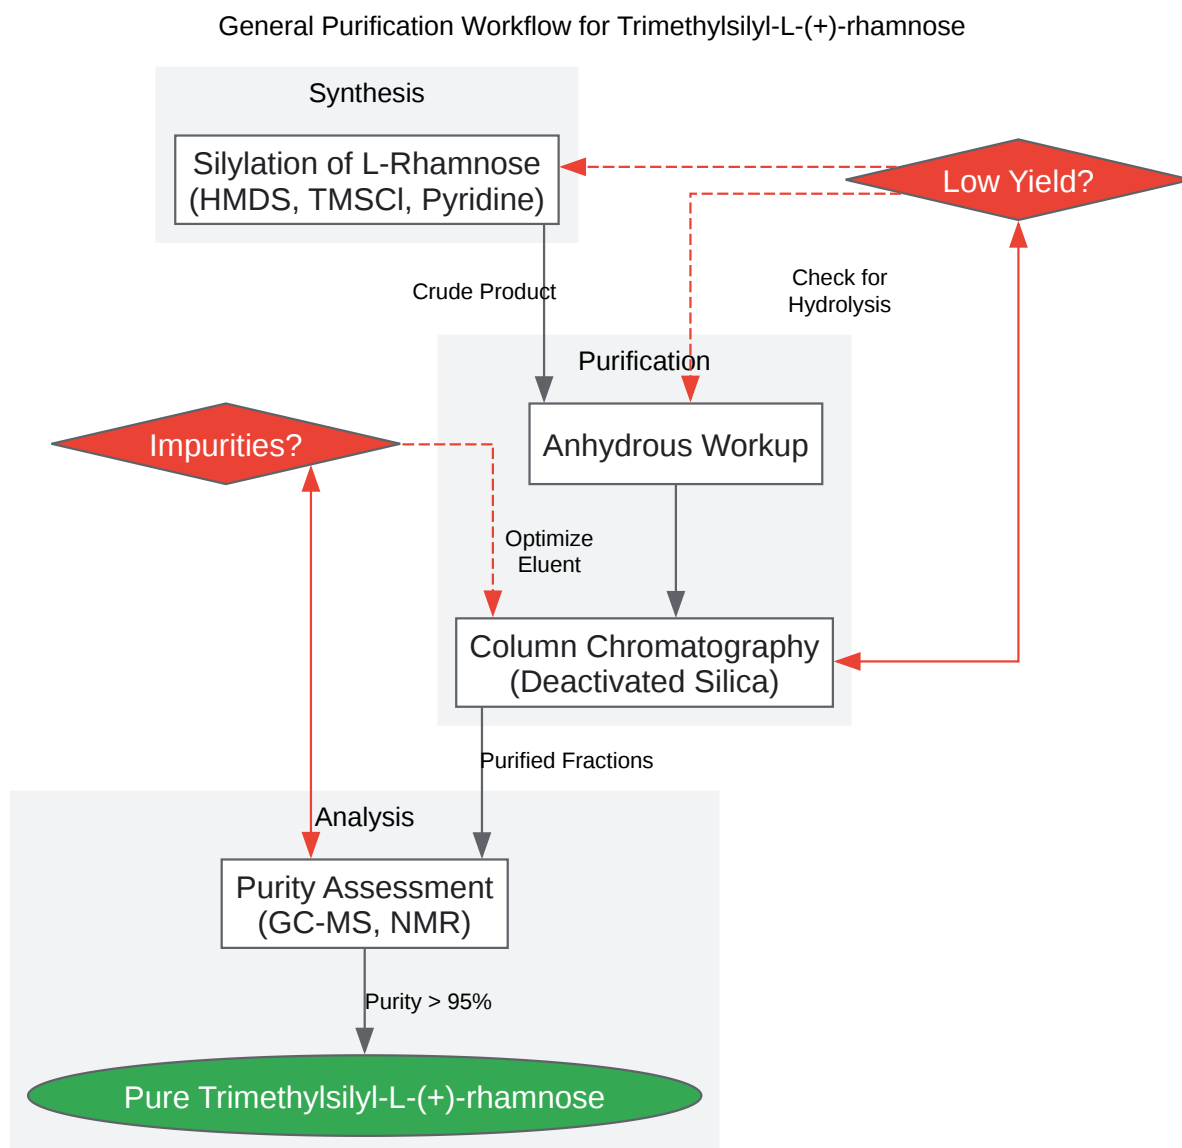 General Purification Workflow for Trimethylsilyl-L-(+)-rhamnose
Synthesis
Silylation of L-Rhamnose
(HMDS, TMSCl, Pyridine)
Low Yield?
Crude Product
Check for
Hydrolysis
Purification
Impurities?
Anhydrous Workup
Optimize
Eluent
Column Chromatography
(Deactivated Silica)
Purified Fractions
Analysis
Purity Assessment
(GC-MS, NMR)
Purity > 95%
Pure Trimethylsilyl-L-(+)-rhamnose